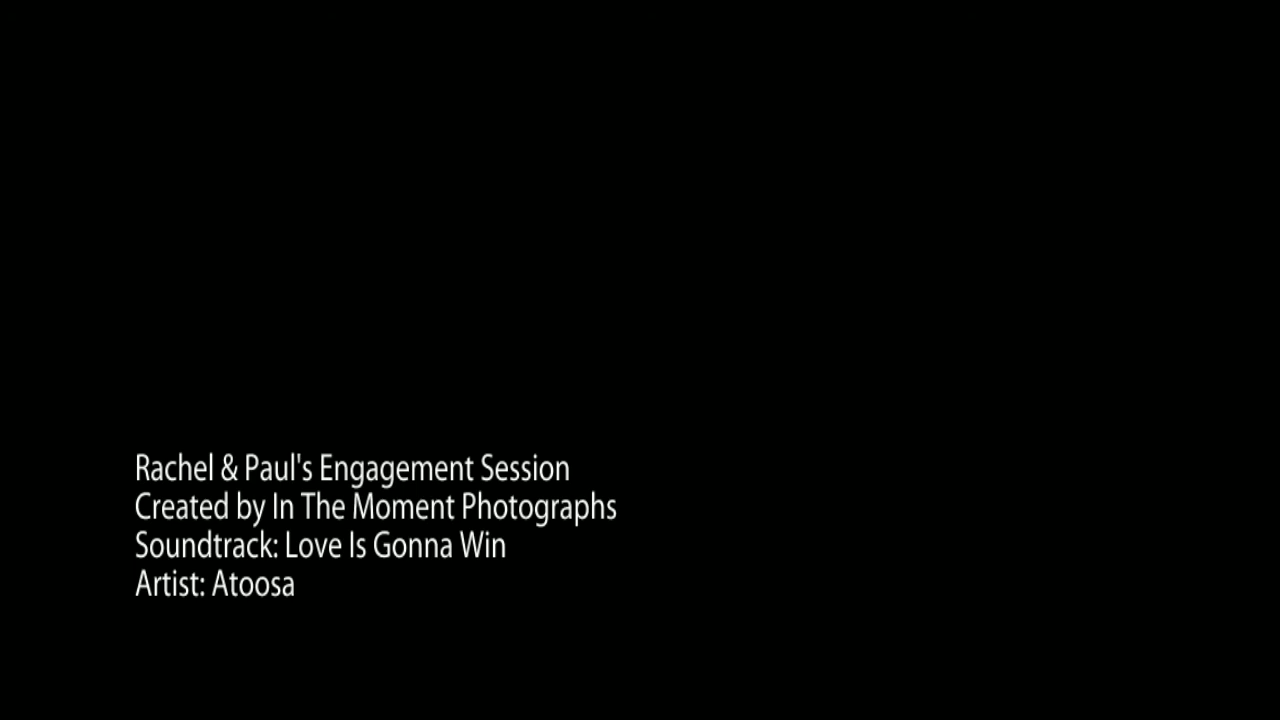 Rachel & Paul's Engagement Session
Created by In The Moment Photographs
Soundtrack: Love Is Gonna Win
Artist: Atoosa